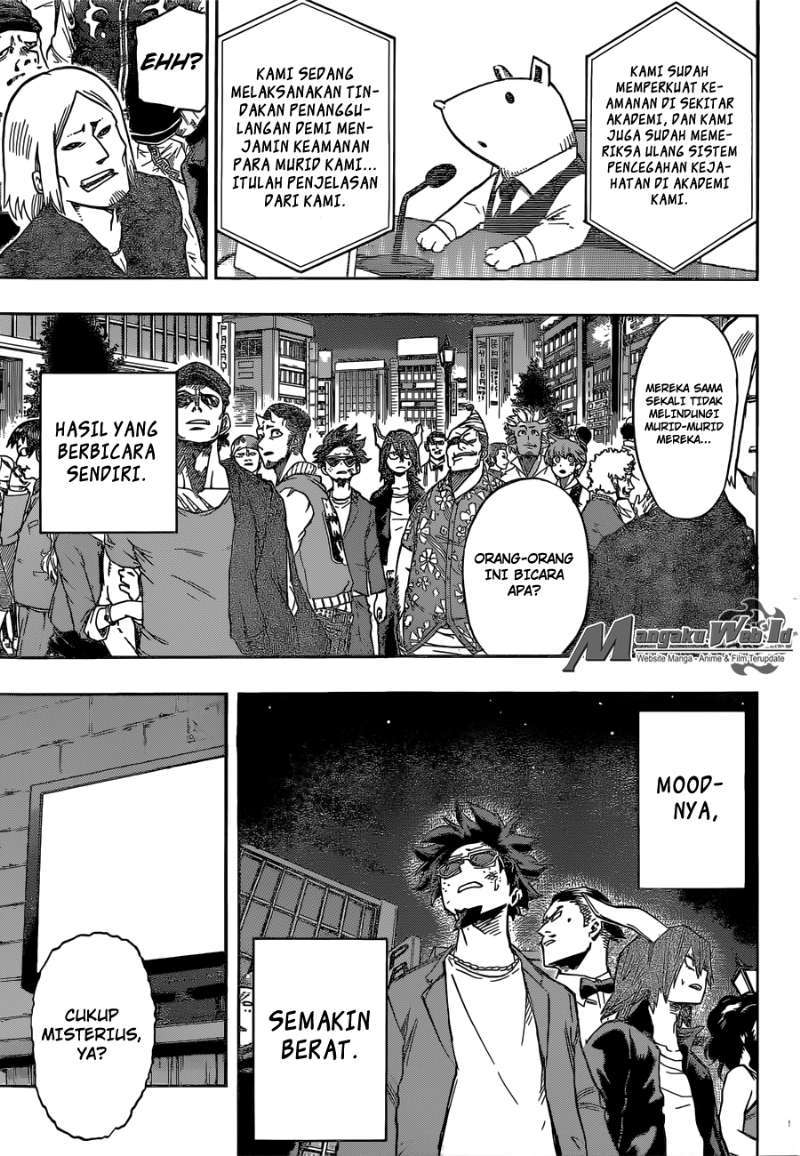 KAMI SUDAH
MEMPERKUAT KE-
AMANAN DI SEKITAR
AKADEMI, DAN KAMI
JUGA SUDAH MEME-
RIKSA ULANG SISTEM
PENCEGAHAN KEJA-
HATAN DI AKADEMI
KAMI.
KAMI SEDANG
MELAKSANAKAN TIN-
DAKAN PENANGGU-
LANGAN DEMI MEN-
JAMIN KEAMANAN
PARA MURID KAMI...
ITULAH PENJELASAN
DARI KAMI.
EHH?
MEREKA SAMA
SEKALI TIDAK
MELINDUNGI
MURID-MURID
MEREKA...
ORANG-ORANG
INI BICARA
APA?
HASIL YANG
BERBICARA
SENDIRI.
Mangaku Web Id
Website Manga - Anime & Film Terupdate
MOOD-
NYA,
SEMAKIN
BERAT.
CUKUP
MISTERIUS,
YA?